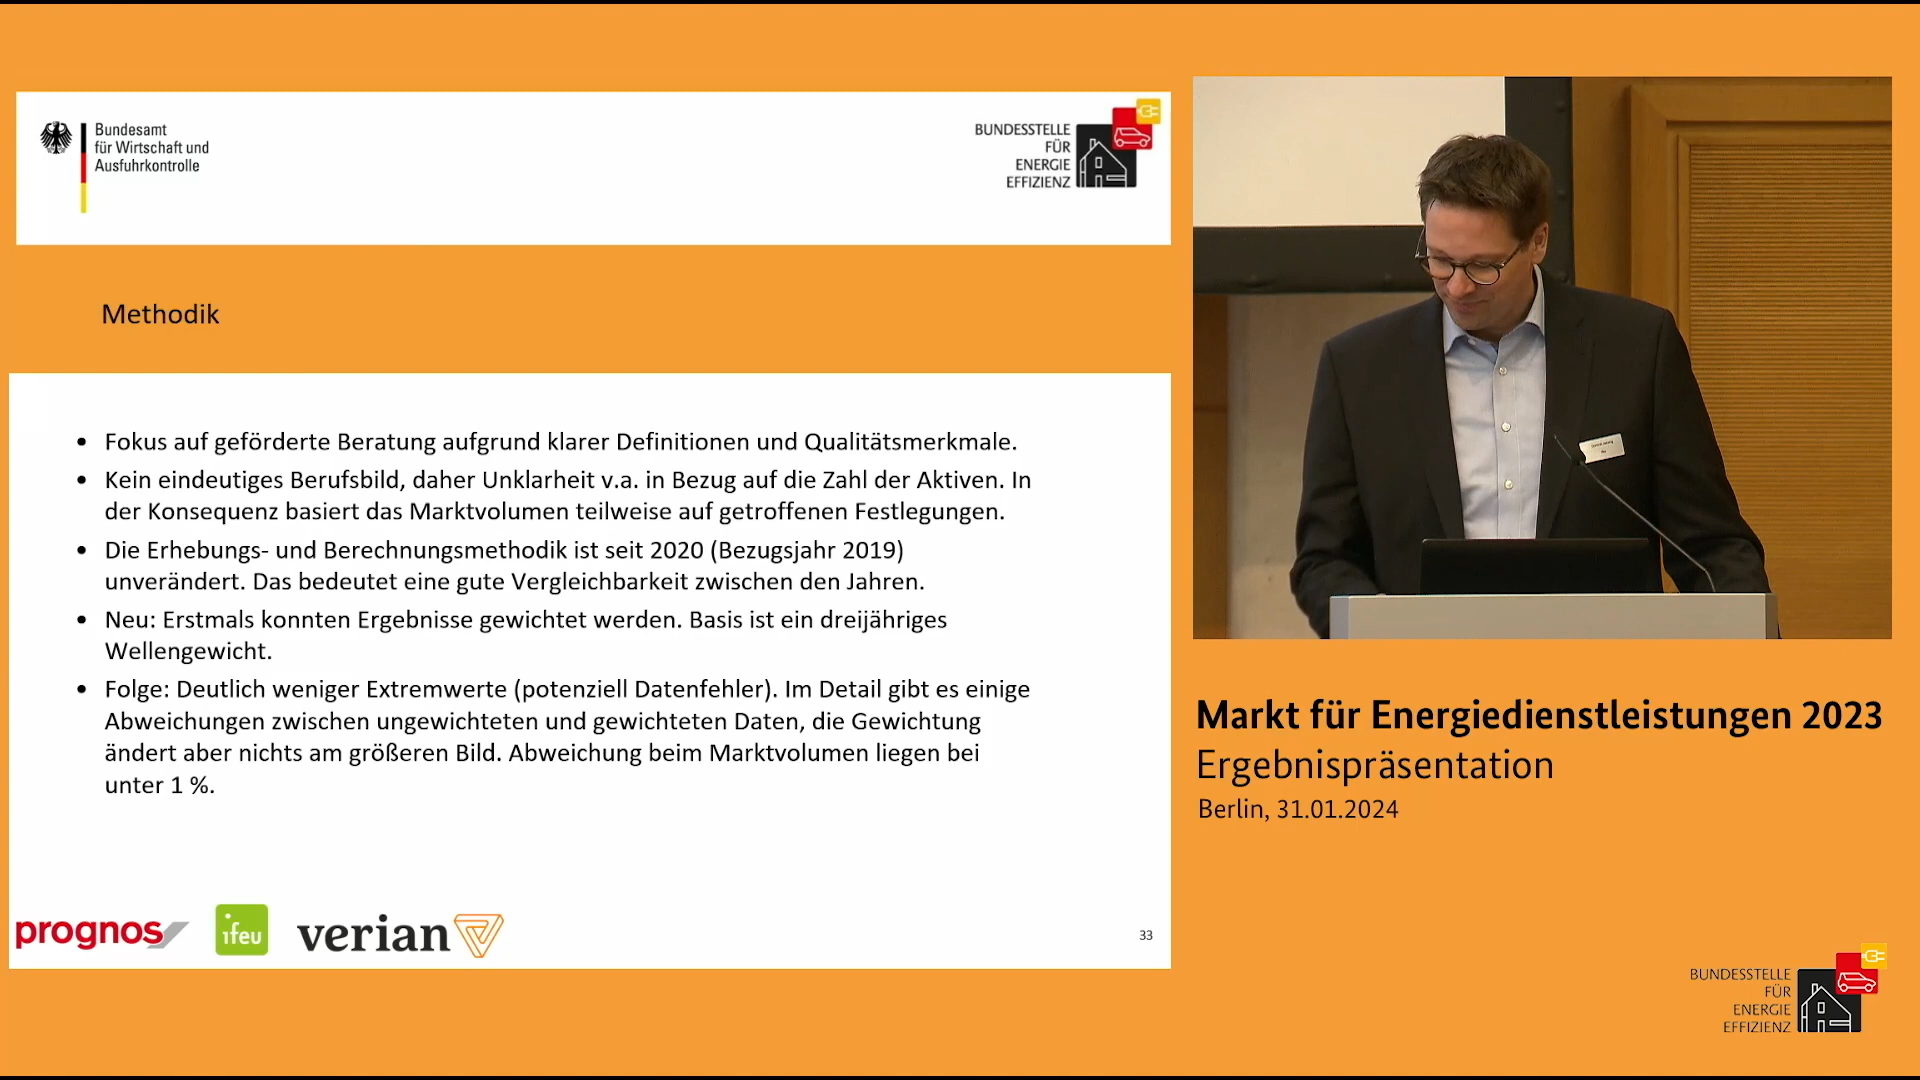 Bundesamt
für Wirtschaft und
Ausfuhrkontrolle
BUNDESSTELLE
FÜR
ENERGIE
EFFIZIENZ
Methodik
• Fokus auf geförderte Beratung aufgrund klarer Definitionen und Qualitätsmerkmale.
• Kein eindeutiges Berufsbild, daher Unklarheit v.a. in Bezug auf die Zahl der Aktiven. In
der Konsequenz basiert das Marktvolumen teilweise auf getroffenen Festlegungen.
• Die Erhebungs- und Berechnungsmethodik ist seit 2020 (Bezugsjahr 2019)
unverändert. Das bedeutet eine gute Vergleichbarkeit zwischen den Jahren.
• Neu: Erstmals konnten Ergebnisse gewichtet werden. Basis ist ein dreijähriges
Wellengewicht.
• Folge: Deutlich weniger Extremwerte (potenziell Datenfehler). Im Detail gibt es einige
Abweichungen zwischen ungewichteten und gewichteten Daten, die Gewichtung
ändert aber nichts am größeren Bild. Abweichung beim Marktvolumen liegen bei
unter 1 %.
prognos
ifeu
verian
33
Markt für Energiedienstleistungen 2023
Ergebnispräsentation
Berlin, 31.01.2024
BUNDESSTELLE
FÜR
ENERGIE
EFFIZIENZ